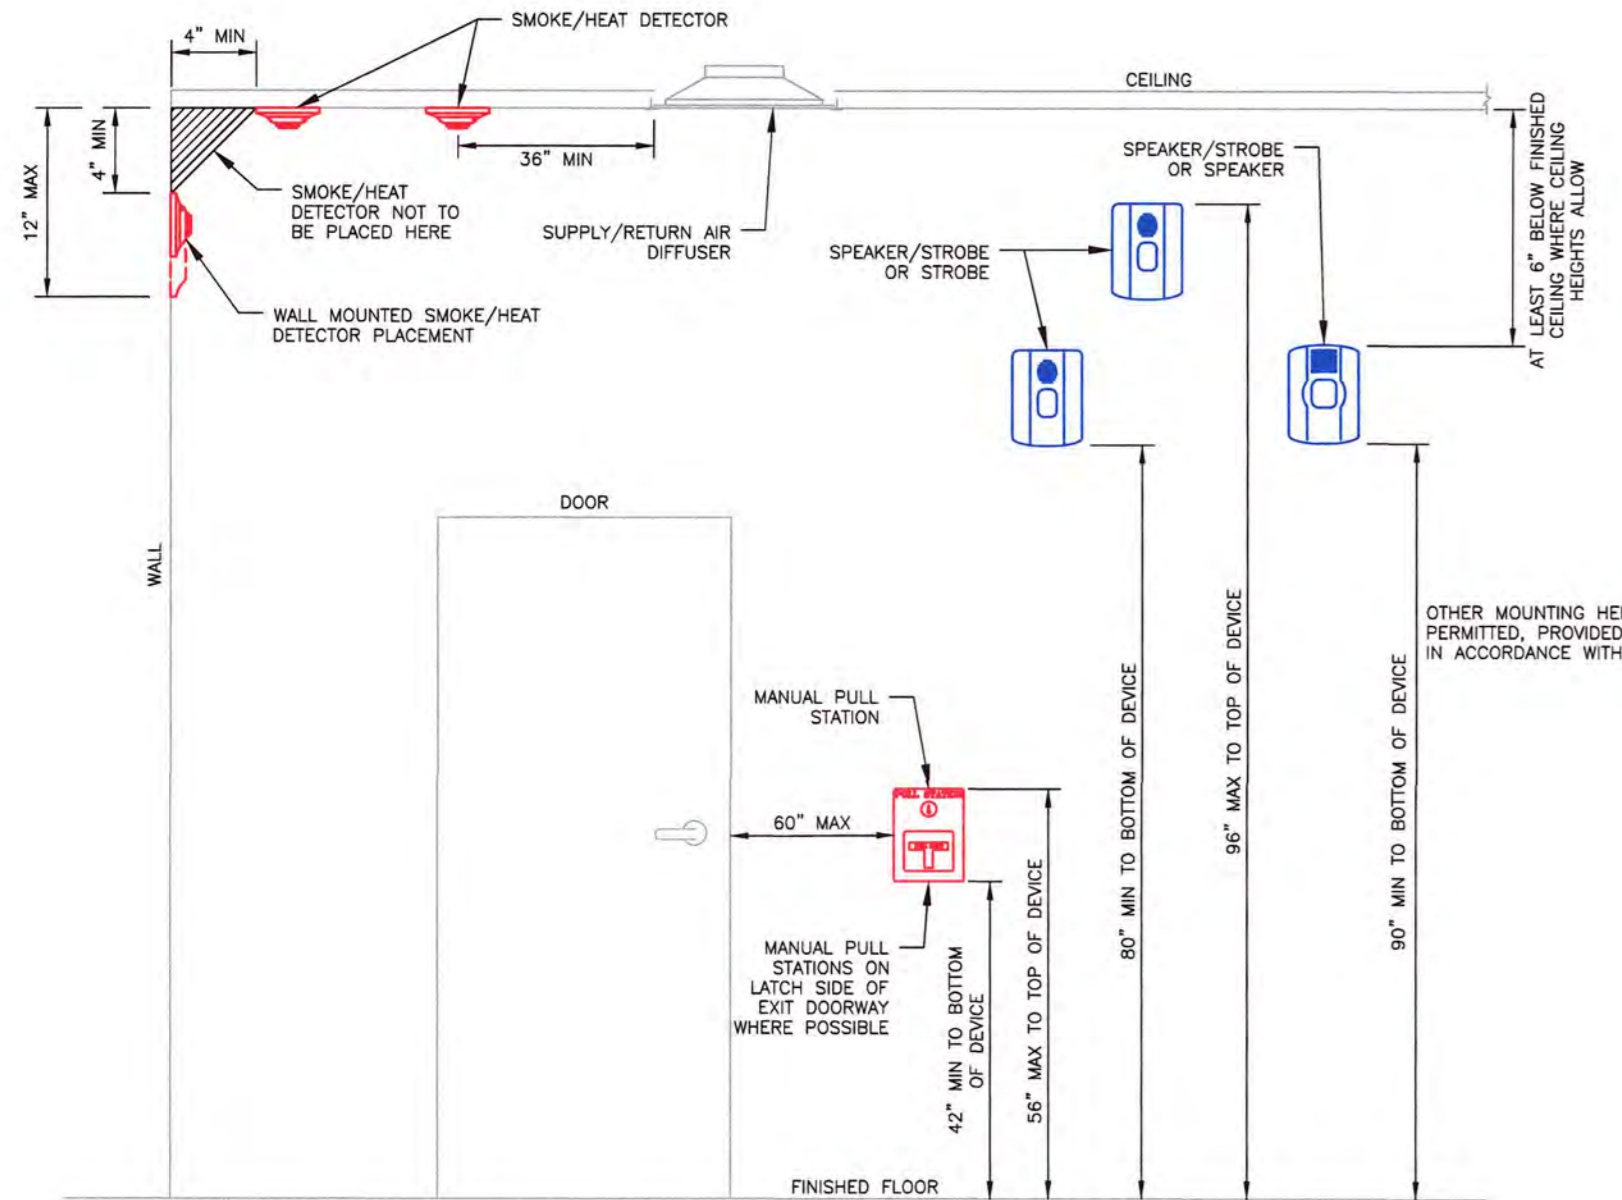 4" MIN
SMOKE/HEAT DETECTOR
CEILING
12" MAX
4" MIN
36" MIN
SMOKE/HEAT
DETECTOR NOT TO
BE PLACED HERE
SUPPLY/RETURN AIR
DIFFUSER
SPEAKER/STROBE
OR SPEAKER
SPEAKER/STROBE
OR STROBE
AT LEAST 6" BELOW FINISHED
CEILING WHERE CEILING
HEIGHTS ALLOW
WALL MOUNTED SMOKE/HEAT
DETECTOR PLACEMENT
DOOR
WALL
OTHER MOUNTING HEI
PERMITTED, PROVIDED
IN ACCORDANCE WITH
MANUAL PULL
STATION
PULL STATION
60" MAX
MANUAL PULL
STATIONS ON
LATCH SIDE OF
EXIT DOORWAY
WHERE POSSIBLE
42" MIN TO BOTTOM
OF DEVICE
56" MAX TO TOP OF DEVICE
80" MIN TO BOTTOM OF DEVICE
96" MAX TO TOP OF DEVICE
90" MIN TO BOTTOM OF DEVICE
FINISHED FLOOR